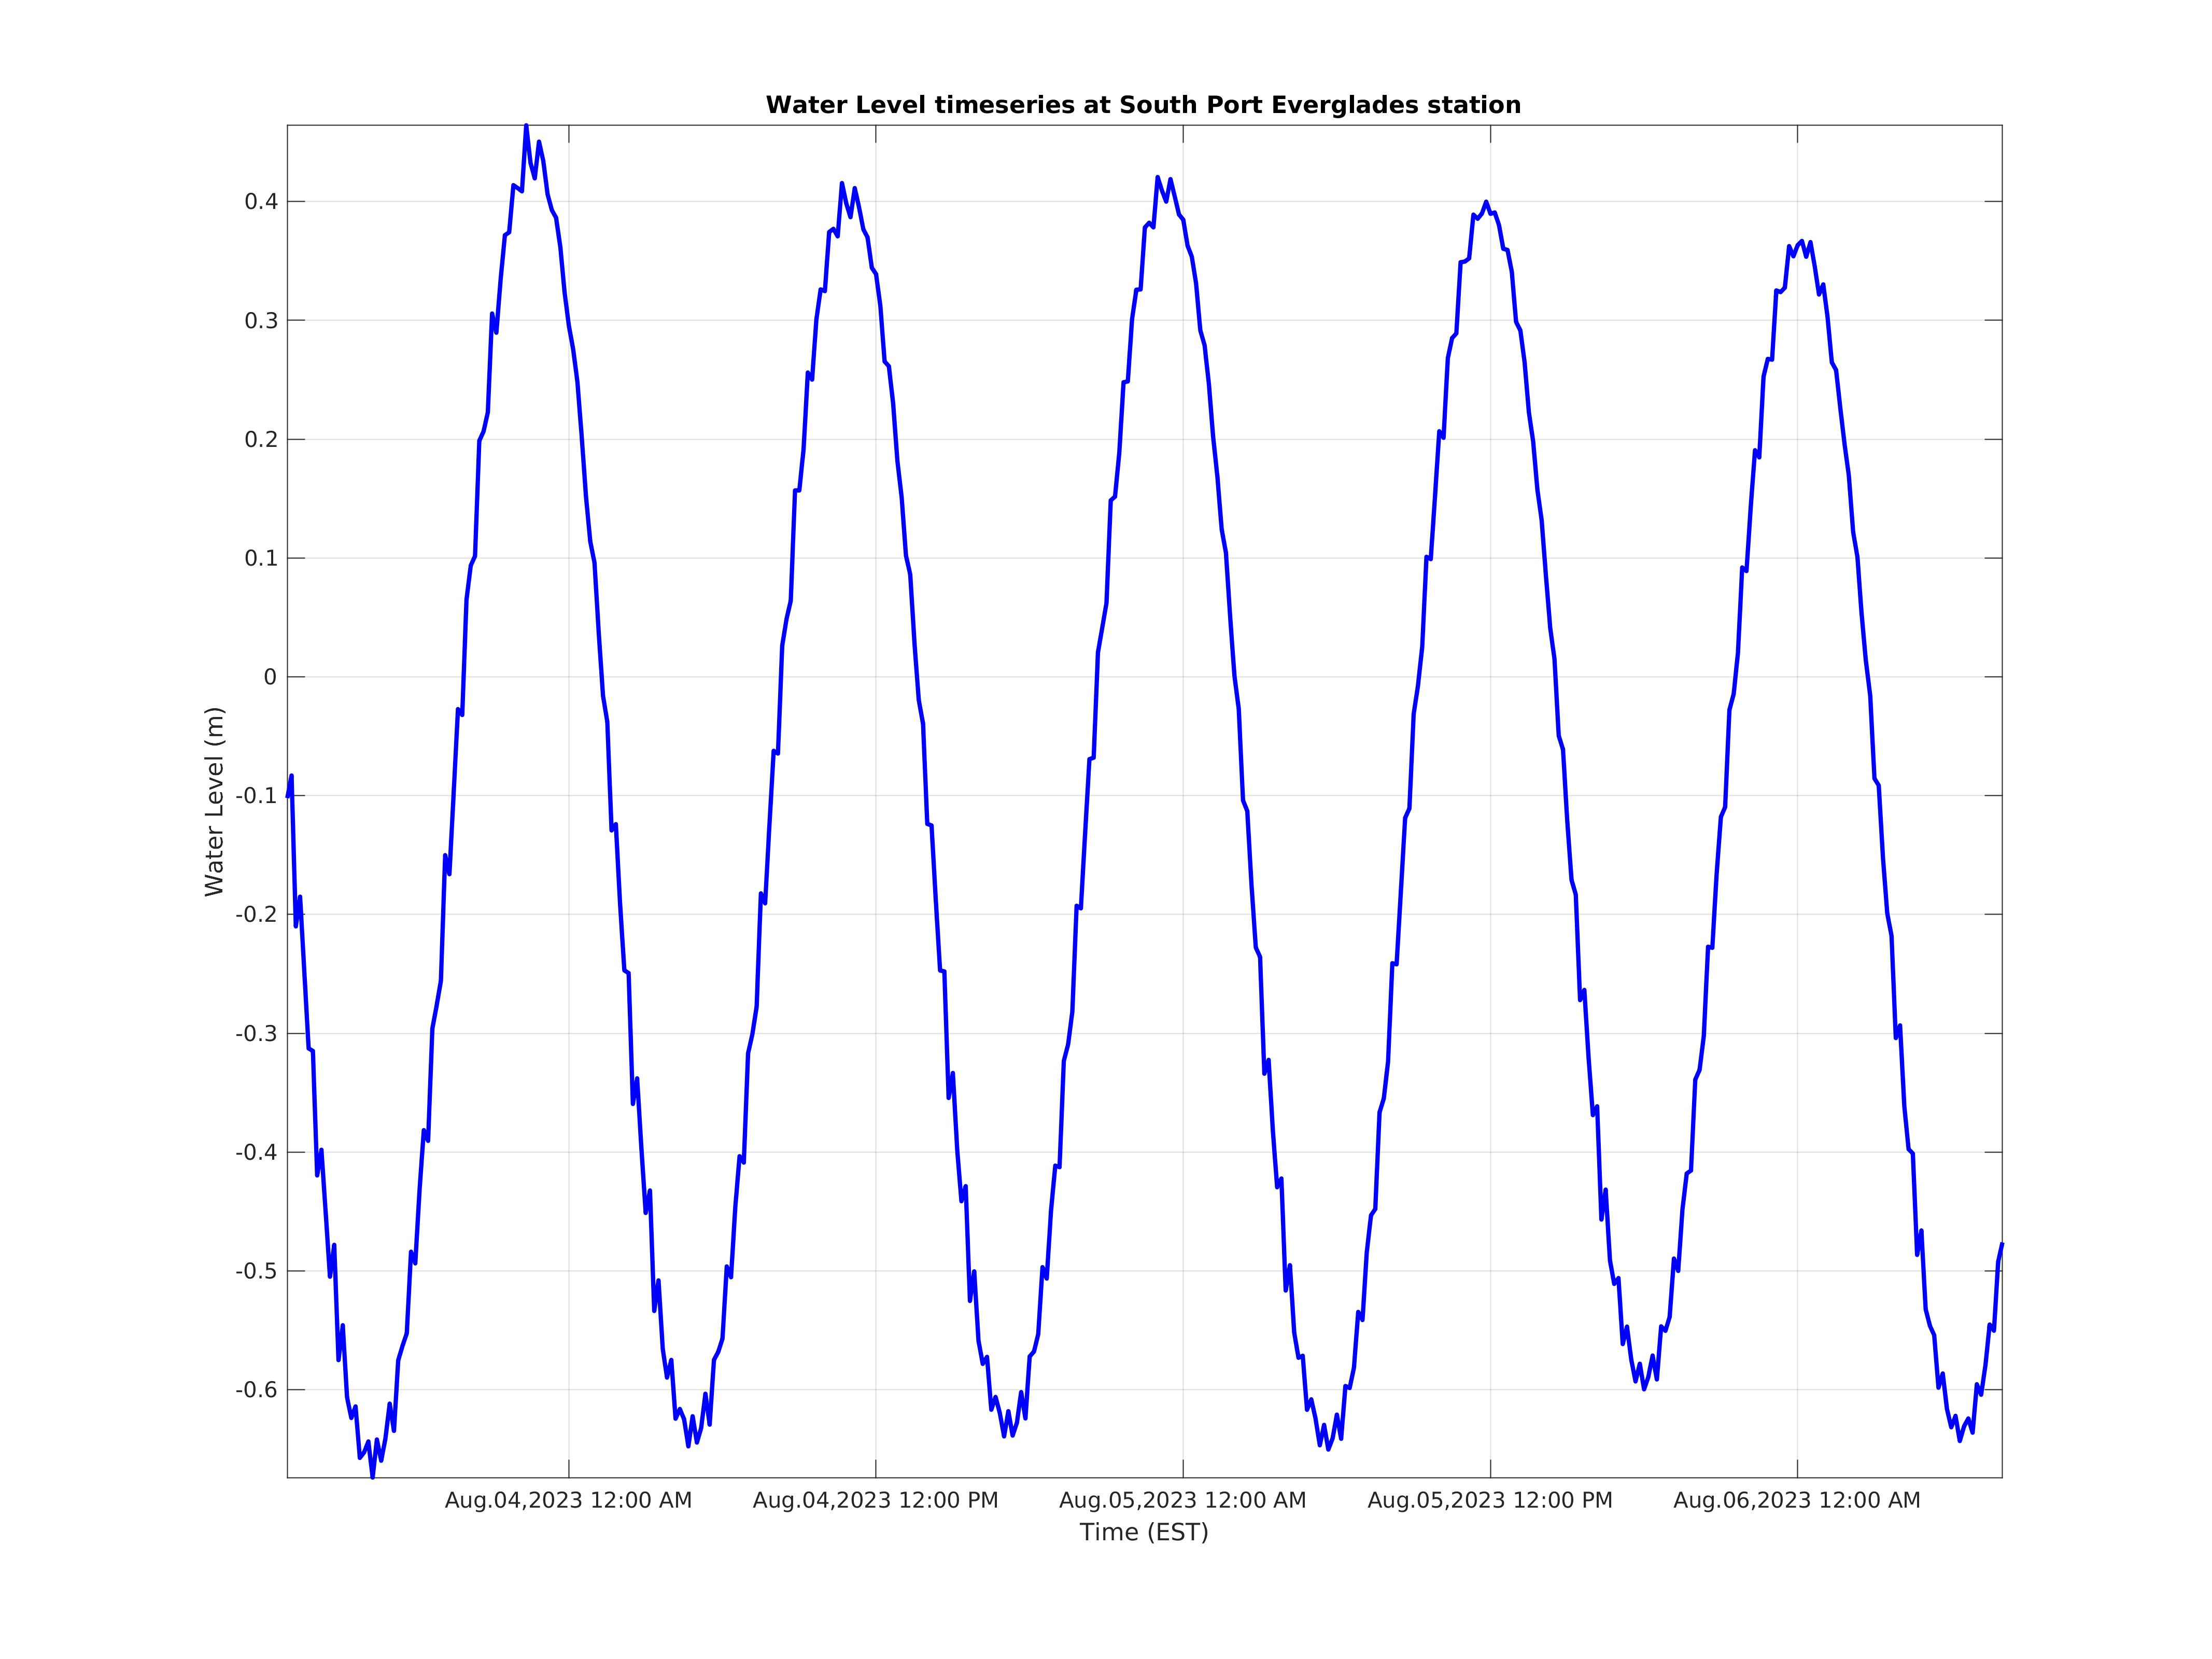 Water Level timeseries at South Port Everglades station
0.4
0.3
0.2
0.1
0
-0.1
-0.2
-0.3
-0.4
-0.5
-0.6
Water Level (m)
Aug.04,2023 12:00 AM
Aug.04,2023 12:00 PM
Aug.05,2023 12:00 AM
Aug.05,2023 12:00 PM
Aug.06,2023 12:00 AM
Time (EST)